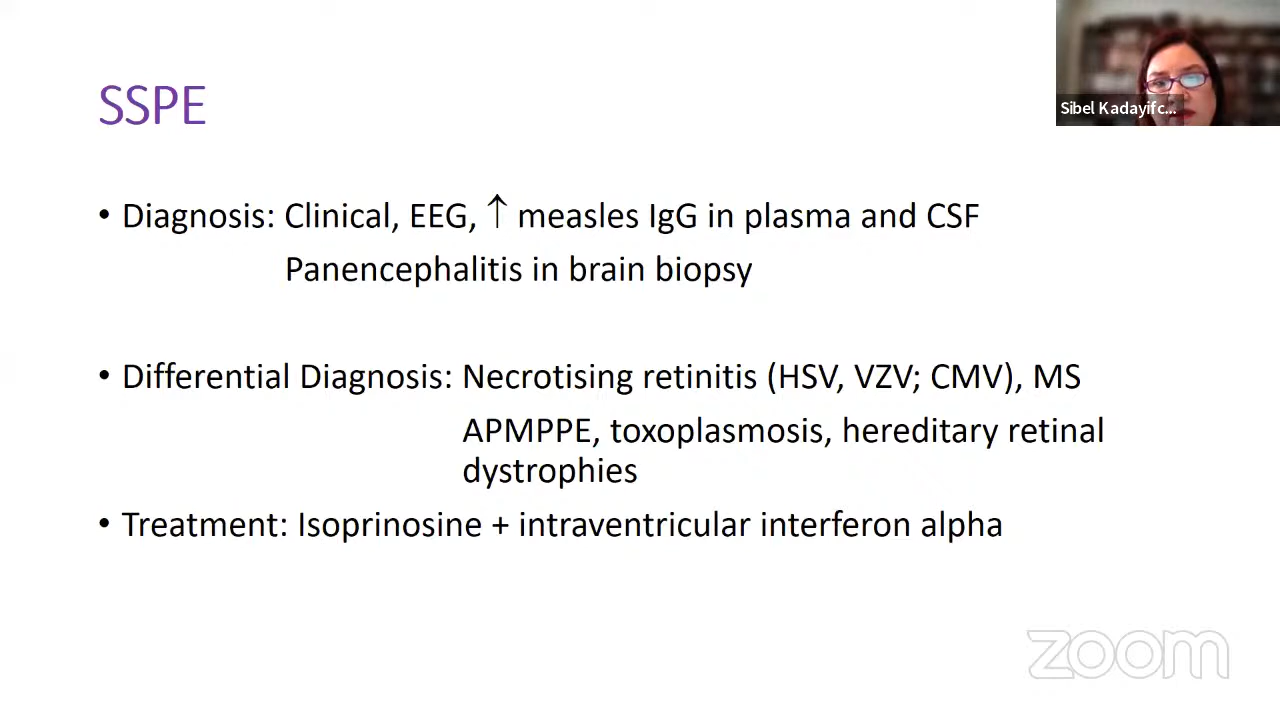 Sibel Kadayifc...
SSPE
• Diagnosis: Clinical, EEG, ↑ measles IgG in plasma and CSF
Panencephalitis in brain biopsy
• Differential Diagnosis: Necrotising retinitis (HSV, VZV; CMV), MS
APMPPE, toxoplasmosis, hereditary retinal
dystrophies
• Treatment: Isoprinosine + intraventricular interferon alpha
zoom